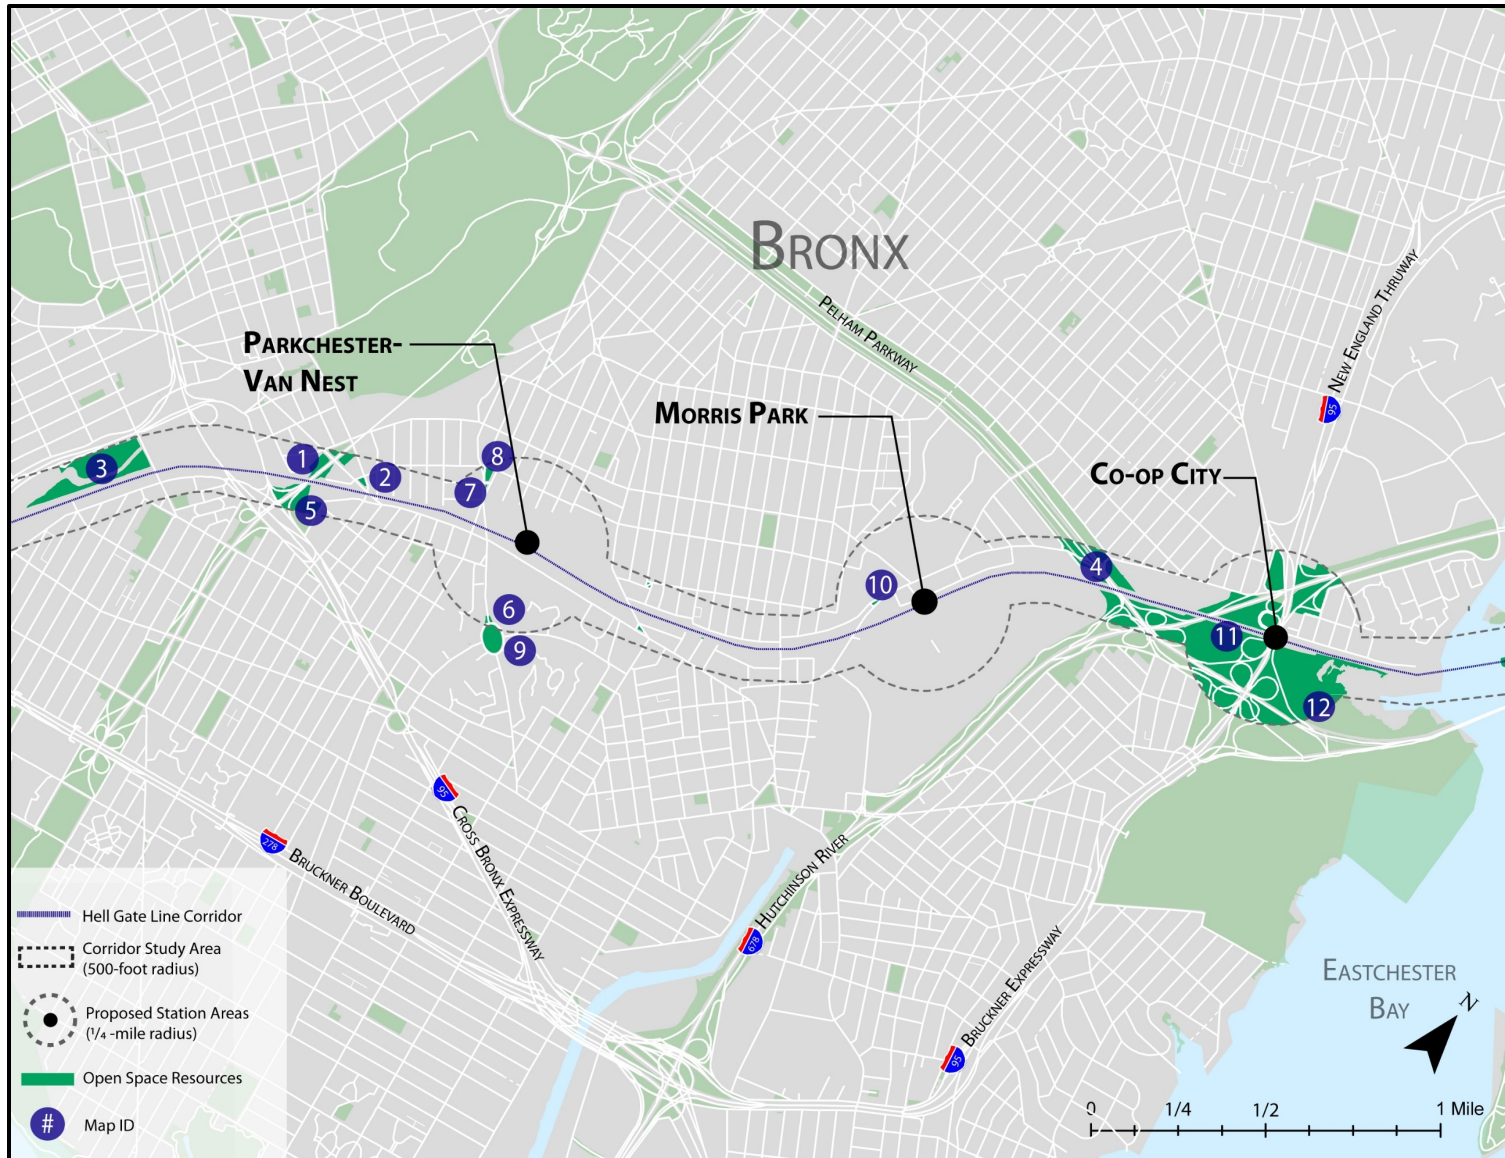 BRONX
PELHAM PARKWAY
NEW ENGLAND THRUWAY
95
PARKCHESTER-
VAN NEST
MORRIS PARK
CO-OP CITY
1
2
3
4
5
6
7
8
9
10
11
12
95
CROSS BRONX EXPRESSWAY
278
BRUCKNER BOULEVARD
678
HUTCHINSON RIVER
95
BRUCKNER EXPRESSWAY
EASTCHESTER
BAY
N
Hell Gate Line Corridor
Corridor Study Area
(500-foot radius)
Proposed Station Areas
(1/4 -mile radius)
Open Space Resources
# Map ID
0 1/4 1/2 1 Mile